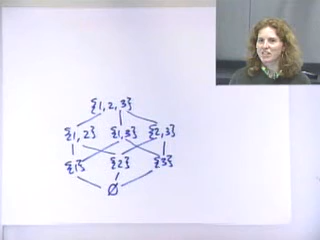 {1,2,3}
{1,2} {1,3} {2,3}
{1} {2} {3}
∅